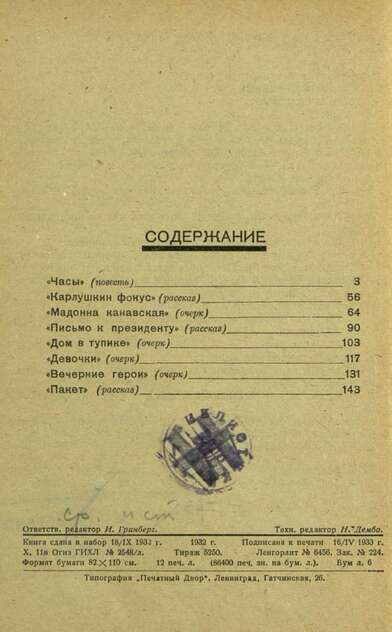 СОДЕРЖАНИЕ
«Часы» (повесть) 3
«Карлушкин фокус» (рассказ) 56
«Мадонна канавская» (очерк) 64
«Письмо к президенту» (рассказ) 90
«Дом в тупике» (очерк) 103
«Девочки» (очерк) 117
«Вечерние герои» (очерк) 131
«Пакет» (рассказ) 143
Ответств. редактор И. Гринберг. Техн. редактор И. Дембо.
Книга сдана в набор 18/IX 1932 г. 1932 г. Подписана к печати 16/IV 1933 г.
X, 11в Огиз ГИХЛ № 2548/л. Тираж 5250. Ленгорлит № 6456. Зак. № 224.
Формат бумаги 82×110 см. 12 печ. л. (86400 печ. зн. на бум. л.). Бум л. 6
Типография „Печатный Двор". Ленинград, Гатчинская, 26.